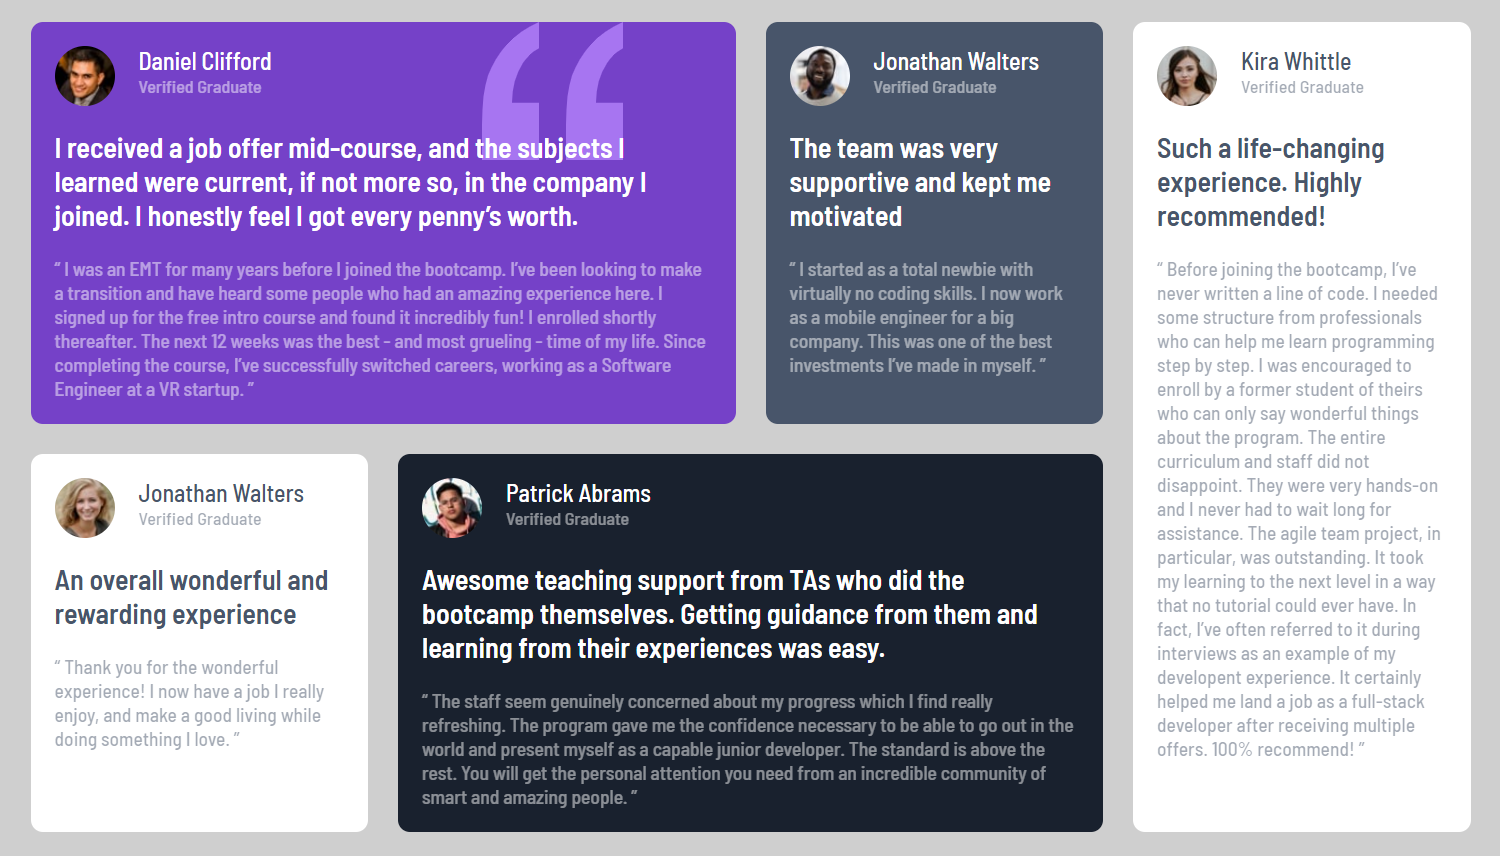 Daniel Clifford
Verified Graduate
I received a job offer mid-course, and the subjects I
learned were current, if not more so, in the company I
joined. I honestly feel I got every penny’s worth.
“ I was an EMT for many years before I joined the bootcamp. I’ve been looking to make
a transition and have heard some people who had an amazing experience here. I
signed up for the free intro course and found it incredibly fun! I enrolled shortly
thereafter. The next 12 weeks was the best - and most grueling - time of my life. Since
completing the course, I’ve successfully switched careers, working as a Software
Engineer at a VR startup. ”
Jonathan Walters
Verified Graduate
The team was very
supportive and kept me
motivated
“ I started as a total newbie with
virtually no coding skills. I now work
as a mobile engineer for a big
company. This was one of the best
investments I’ve made in myself. ”
Kira Whittle
Verified Graduate
Such a life-changing
experience. Highly
recommended!
“ Before joining the bootcamp, I’ve
never written a line of code. I needed
some structure from professionals
who can help me learn programming
step by step. I was encouraged to
enroll by a former student of theirs
who can only say wonderful things
about the program. The entire
curriculum and staff did not
disappoint. They were very hands-on
and I never had to wait long for
assistance. The agile team project, in
particular, was outstanding. It took
my learning to the next level in a way
that no tutorial could ever have. In
fact, I’ve often referred to it during
interviews as an example of my
developent experience. It certainly
helped me land a job as a full-stack
developer after receiving multiple
offers. 100% recommend! ”
Jonathan Walters
Verified Graduate
An overall wonderful and
rewarding experience
“ Thank you for the wonderful
experience! I now have a job I really
enjoy, and make a good living while
doing something I love. ”
Patrick Abrams
Verified Graduate
Awesome teaching support from TAs who did the
bootcamp themselves. Getting guidance from them and
learning from their experiences was easy.
“ The staff seem genuinely concerned about my progress which I find really
refreshing. The program gave me the confidence necessary to be able to go out in the
world and present myself as a capable junior developer. The standard is above the
rest. You will get the personal attention you need from an incredible community of
smart and amazing people. ”